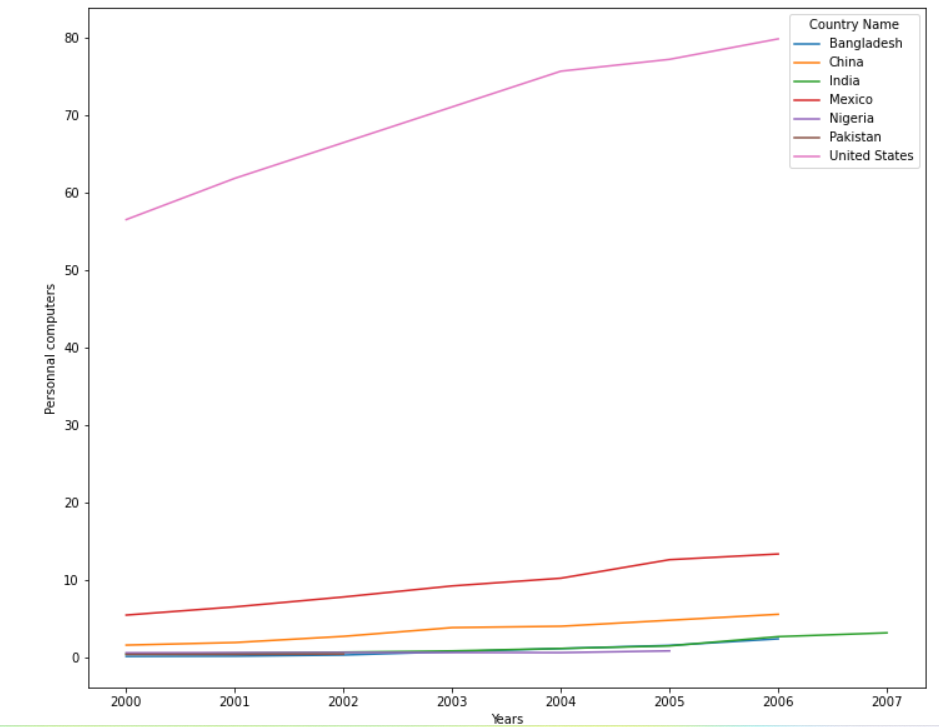 Country Name
Bangladesh
China
India
Mexico
Nigeria
Pakistan
United States
80
70
60
50
40
30
20
10
0
Personnal computers
2000 2001 2002 2003 2004 2005 2006 2007
Years